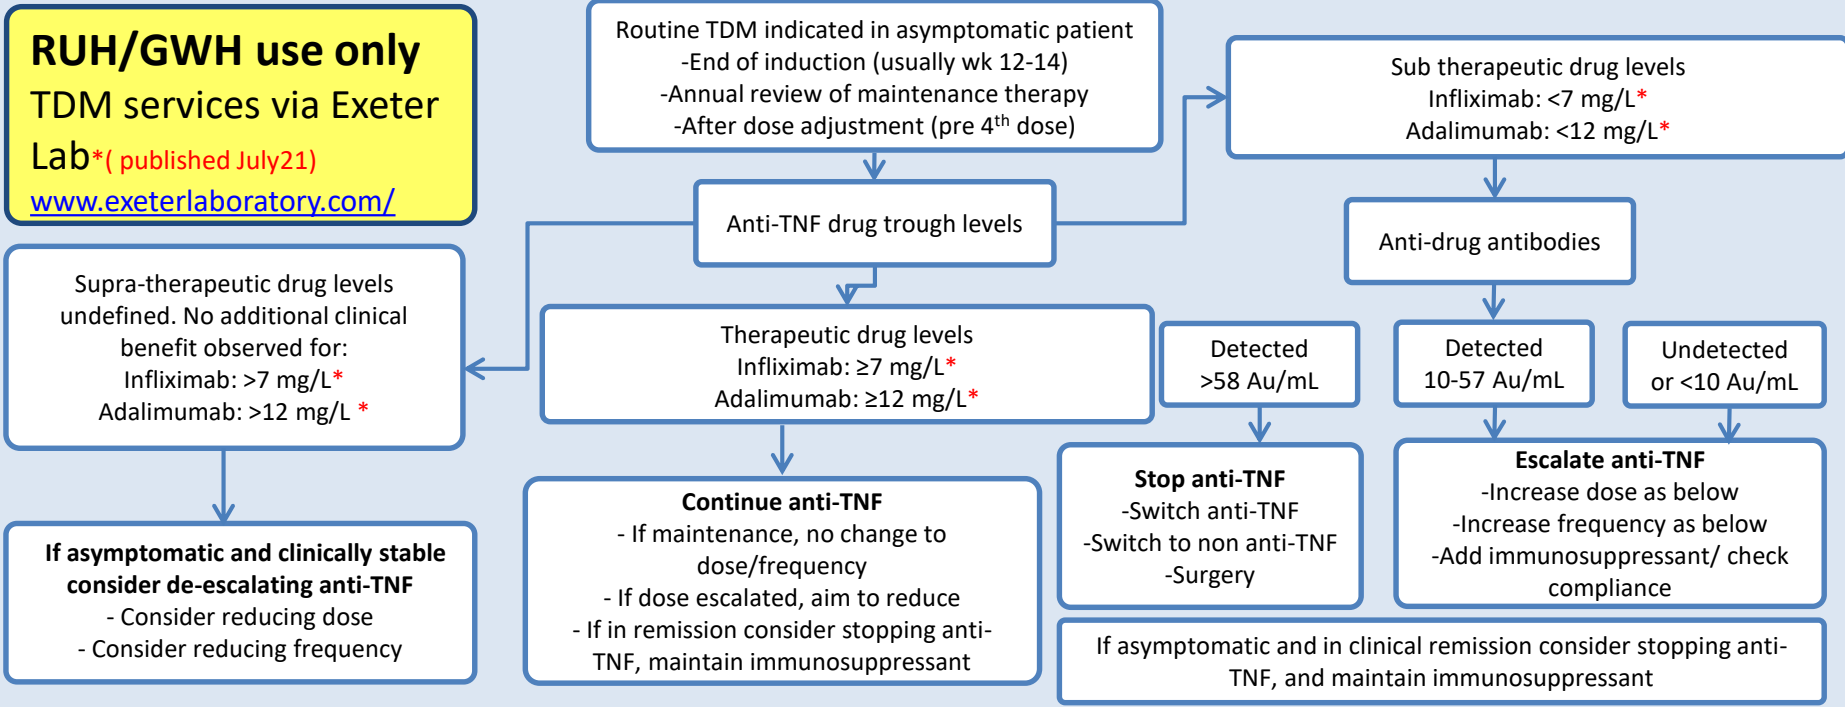 RUH/GWH use only
TDM services via Exeter
Lab*( published July21)
www.exeterlaboratory.com/
Routine TDM indicated in asymptomatic patient
-End of induction (usually wk 12-14)
-Annual review of maintenance therapy
-After dose adjustment (pre 4th dose)
Sub therapeutic drug levels
Infliximab: <7 mg/L*
Adalimumab: <12 mg/L*
Anti-TNF drug trough levels
Anti-drug antibodies
Supra-therapeutic drug levels
undefined. No additional clinical
benefit observed for:
Infliximab: >7 mg/L*
Adalimumab: >12 mg/L *
Therapeutic drug levels
Infliximab: ≥7 mg/L*
Adalimumab: ≥12 mg/L*
Detected
>58 Au/mL
Detected
10-57 Au/mL
Undetected
or <10 Au/mL
If asymptomatic and clinically stable
consider de-escalating anti-TNF
- Consider reducing dose
- Consider reducing frequency
Continue anti-TNF
- If maintenance, no change to
dose/frequency
- If dose escalated, aim to reduce
- If in remission consider stopping anti-
TNF, maintain immunosuppressant
Stop anti-TNF
-Switch anti-TNF
-Switch to non anti-TNF
-Surgery
Escalate anti-TNF
-Increase dose as below
-Increase frequency as below
-Add immunosuppressant/ check
compliance
If asymptomatic and in clinical remission consider stopping anti-
TNF, and maintain immunosuppressant